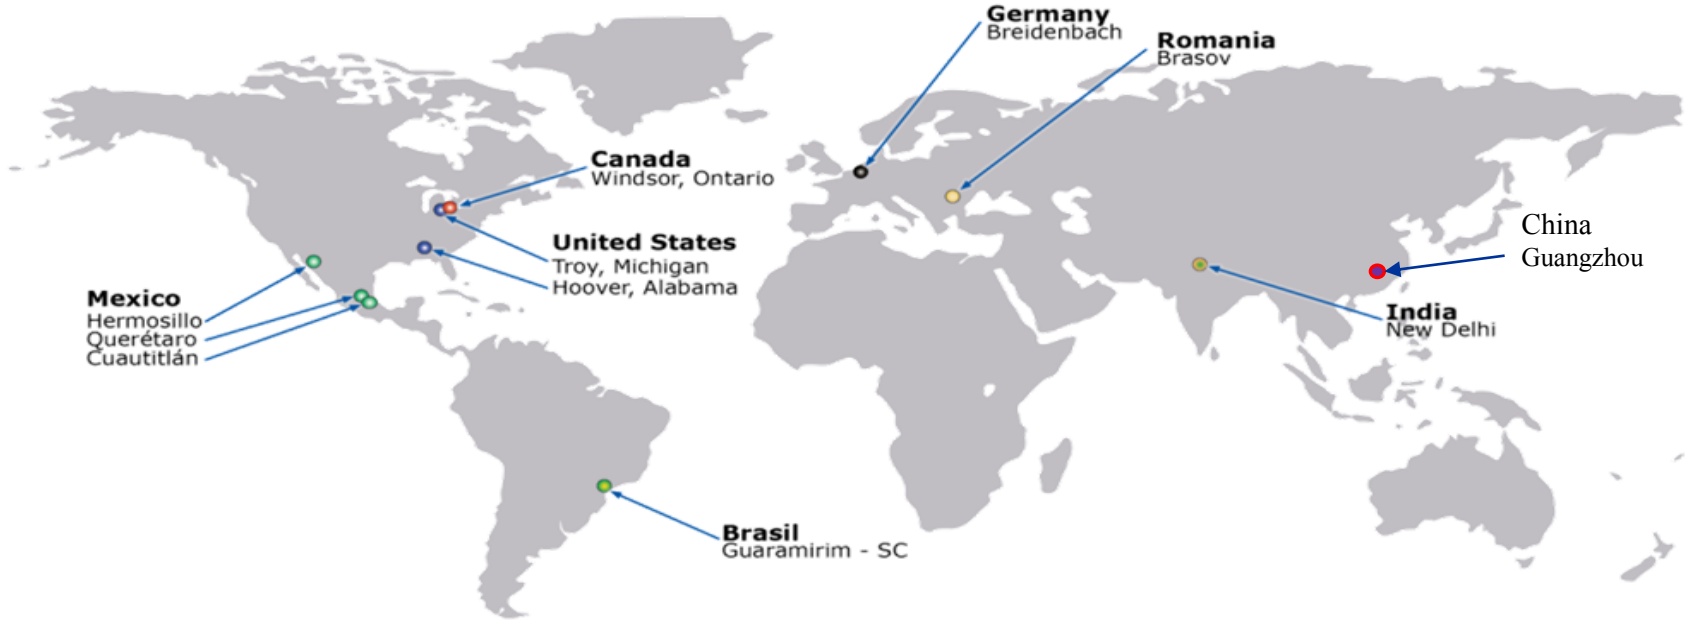 Germany
Breidenbach
Romania
Brasov
Canada
Windsor, Ontario
China
Guangzhou
United States
Troy, Michigan
Hoover, Alabama
Mexico
Hermosillo
Querétaro
Cuautitlán
India
New Delhi
Brasil
Guaramirim - SC